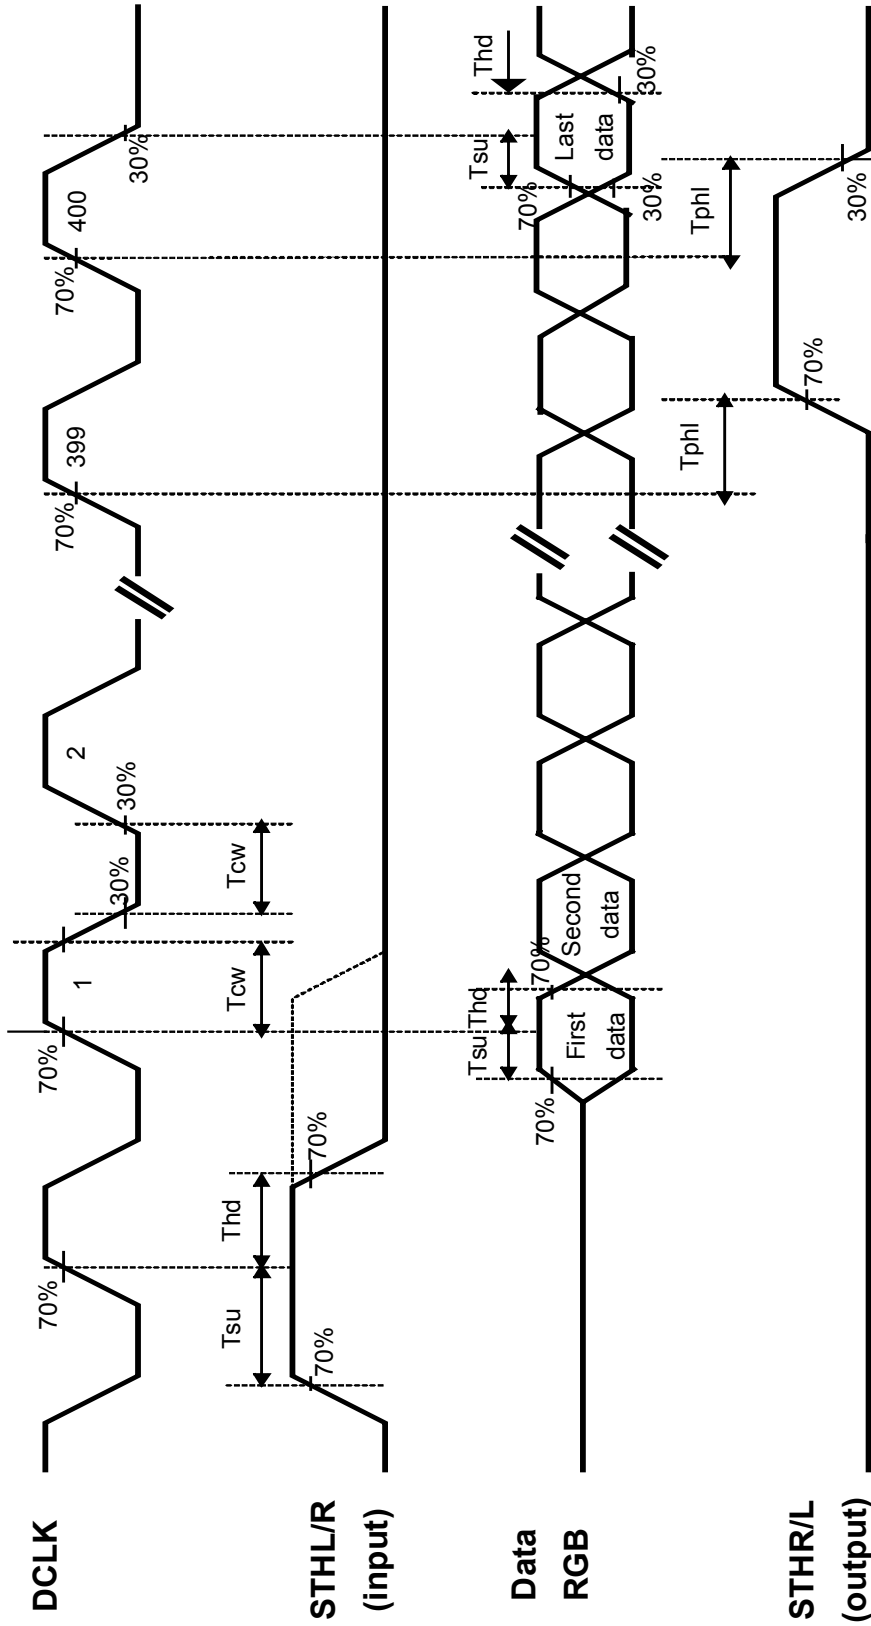 DCLK
70%
70%
1
30%
30%
2
70%
399
70%
400
30%
Tcw
Tcw
STHL/R
(input)
Tsu
Thd
70%
70%
Data
RGB
Tsu
Thd
70%
70%
First
data
Second
data
Tsu
Thd
70%
30%
Last
data
30%
Tphl
Tphl
STHR/L
(output)
70%
30%